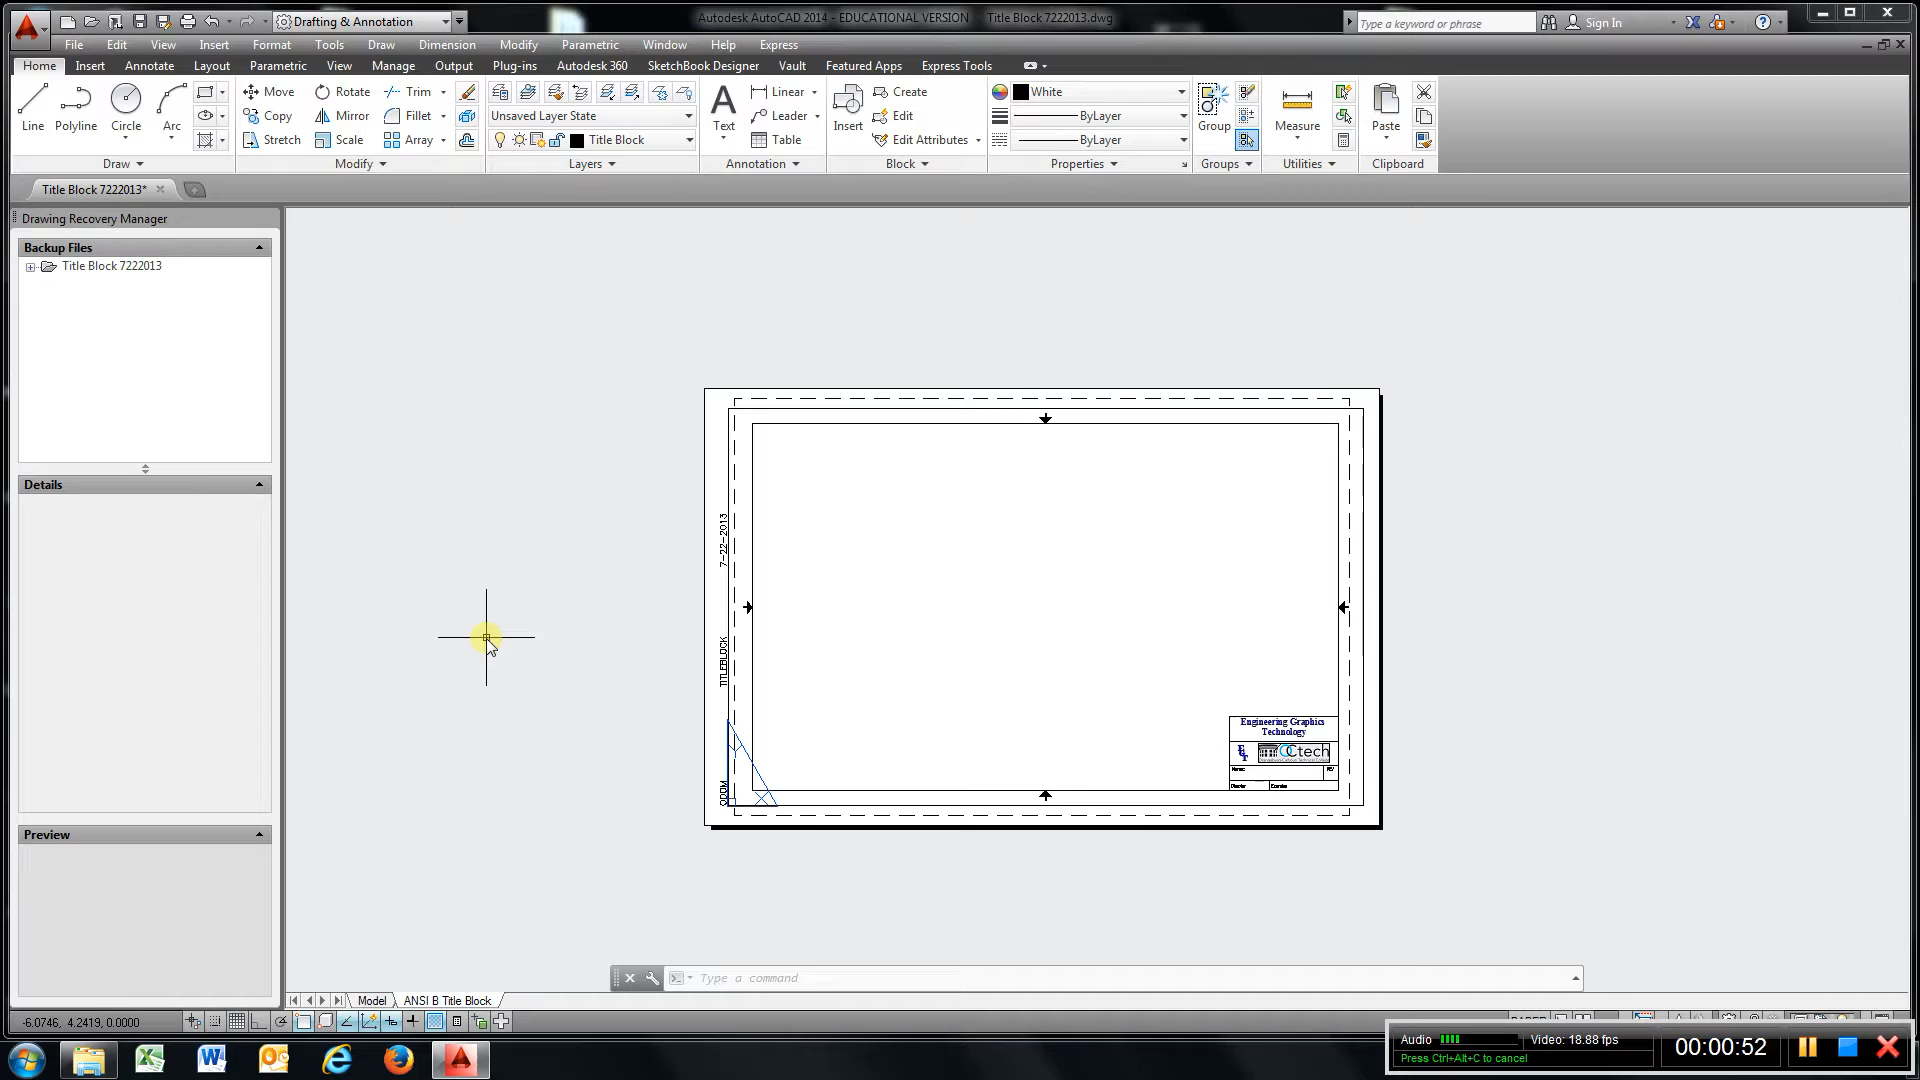 Drafting & Annotation
Autodesk AutoCAD 2014 - EDUCATIONAL VERSION Title Block 7222013.dwg
Type a keyword or phrase
Sign In
File Edit View Insert Format Tools Draw Dimension Modify Parametric Window Help Express
Home Insert Annotate Layout Parametric View Manage Output Plug-ins Autodesk 360 SketchBook Designer Vault Featured Apps Express Tools
Line Polyline Circle Arc
Move Rotate Trim
Copy Mirror Fillet
Stretch Scale Array
Unsaved Layer State
Title Block
Text
Linear
Leader
Table
Insert
Create
Edit
Edit Attributes
White
ByLayer
ByLayer
Group
Measure
Paste
Draw Modify Layers Annotation Block Properties Groups Utilities Clipboard
Title Block 7222013*
Drawing Recovery Manager
Backup Files
Title Block 7222013
Details
Preview
7-22-2013
TITLEBLOCK
ODOM
Y
X
Engineering Graphics
Technology
EGT
OCtech
Type a command
Model ANSI B Title Block
-6.0746, 4.2419, 0.0000
Audio
Video: 18.88 fps
Press Ctrl+Alt+C to cancel
00:00:52